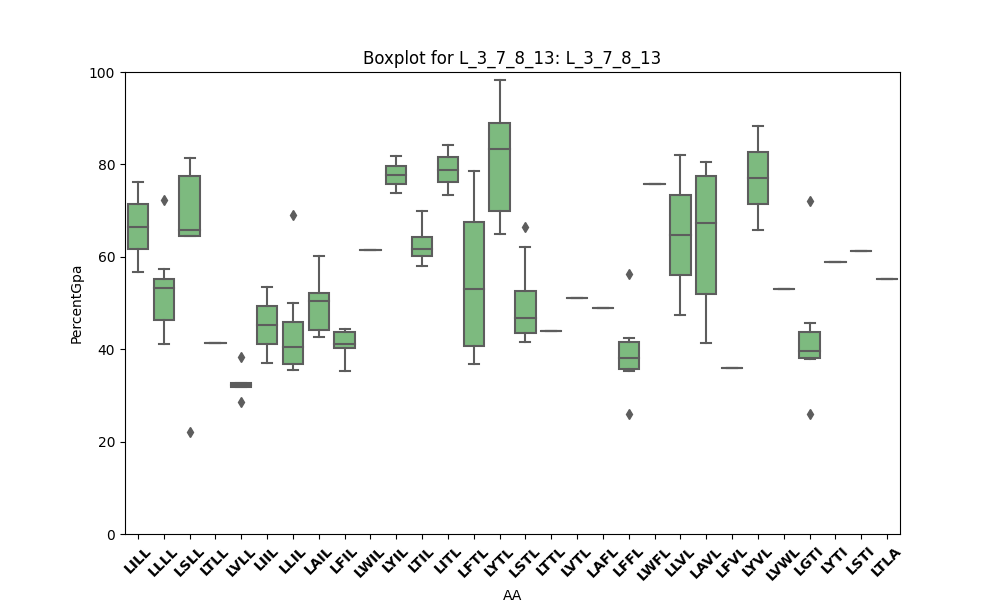 Boxplot for L_3_7_8_13: L_3_7_8_13
100
80
60
40
20
0
PercentGpa
LILL LLLL LSLL LTLL LVLL LIIL LLIL LAIL LFIL LWIL LYIL LTIL LITL LFTL LYTL LSTL LTTL LVTL LAFL LFFL LWFL LLVL LAVL LFVL LYVL LVWL LGTI LYTI LSTI LTLA
AA